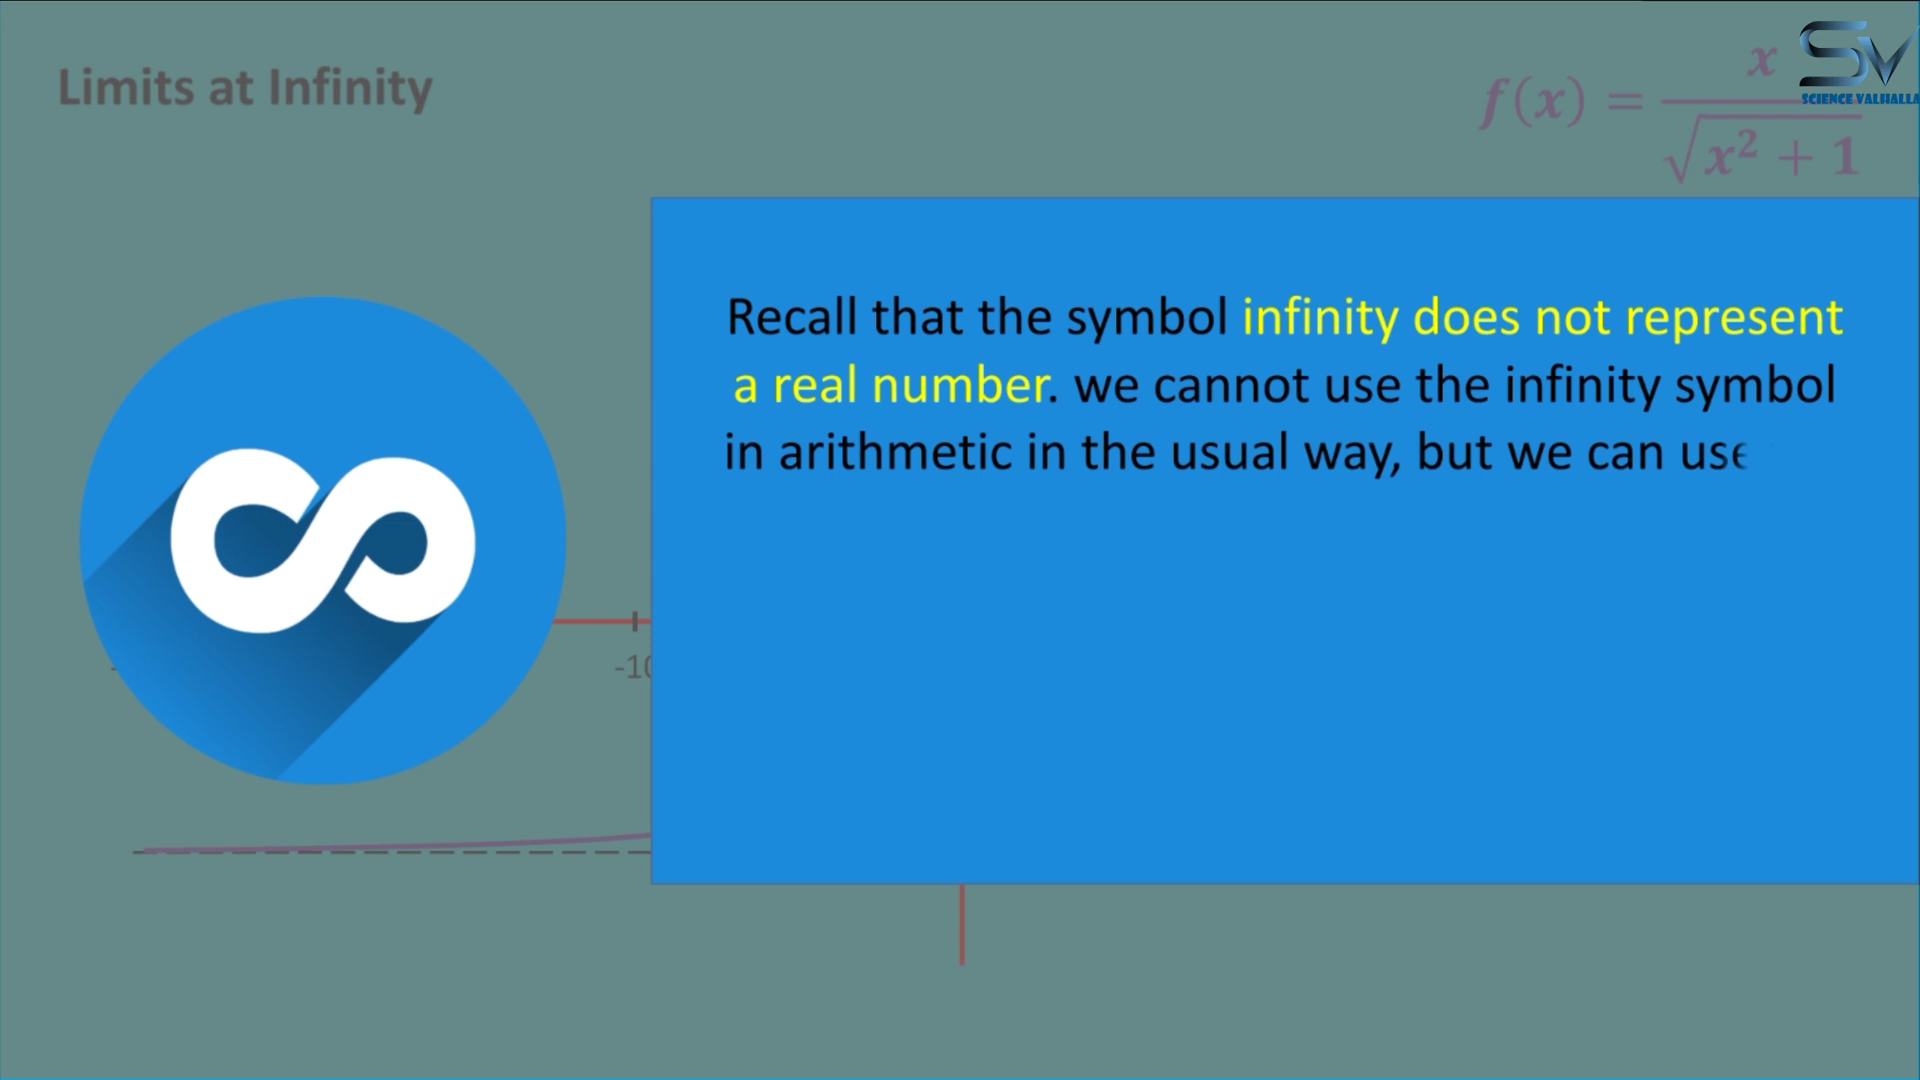 Limits at Infinity
f(x) = x / √x² + 1
SCIENCE VALHALLA
Recall that the symbol infinity does not represent
a real number. we cannot use the infinity symbol
in arithmetic in the usual way, but we can use
-10